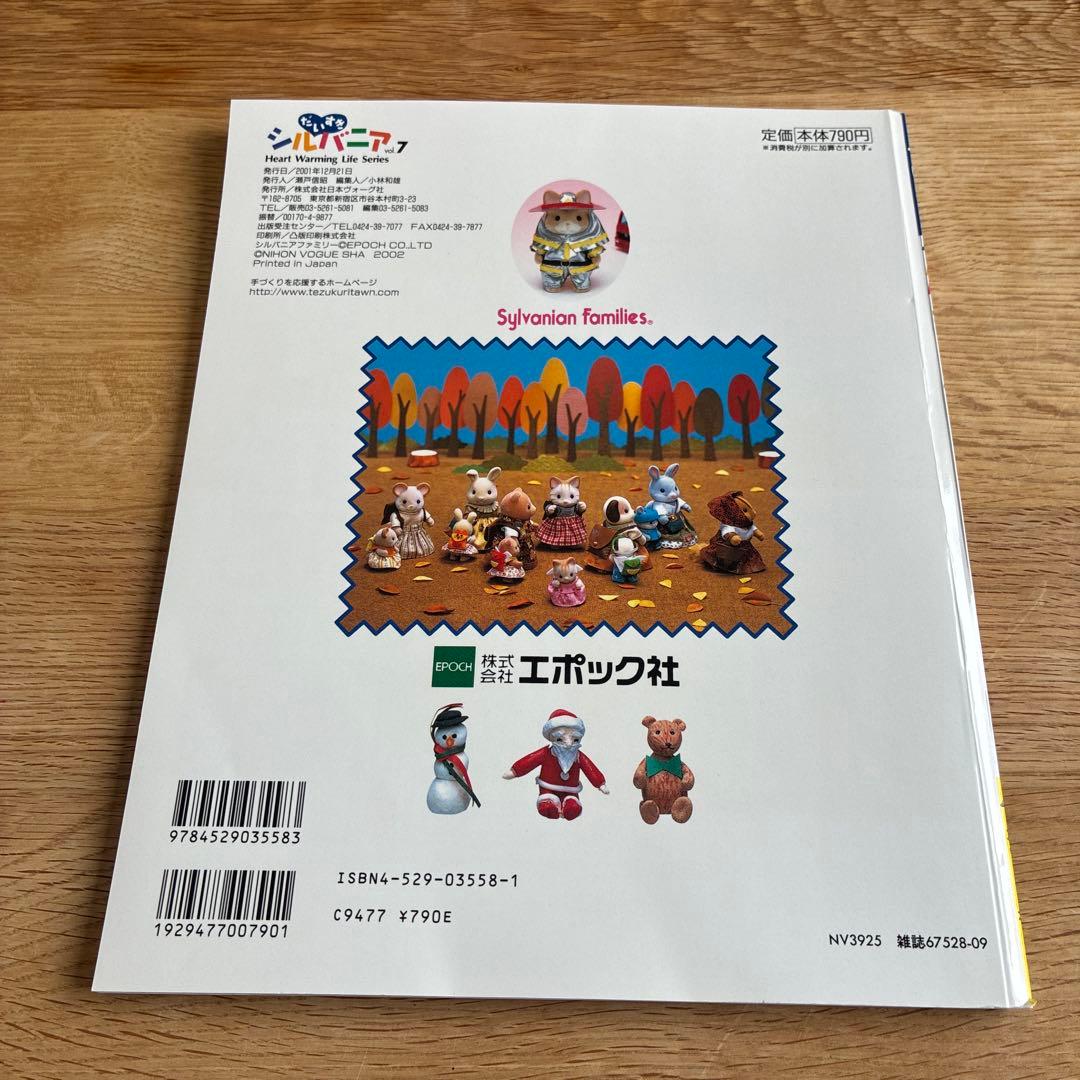 だいすき
シルバニア vol.7
Heart Warming Life Series
発行日/2001年12月21日
発行人/瀬戸信昭 編集人/小林和雄
発行所/株式会社日本ヴォーグ社
〒162-8705 東京都新宿区市谷本村町3-23
TEL/販売03-5261-5081 編集03-5261-5083
振替/00170-4-9877
出版受注センター/TEL0424-39-7077 FAX0424-39-7877
印刷所/凸版印刷株式会社
シルバニアファミリー©EPOCH CO.,LTD
©NIHON VOGUE SHA 2002
Printed in Japan
手づくりを応援するホームページ
http://www.tezukuritawn.com
定価 本体790円
※消費税が別に加算されます。
Sylvanian Families®
EPOCH 株式会社 エポック社
9784529035583
ISBN4-529-03558-1
C9477 ¥790E
1929477007901
NV3925 雑誌67528-09